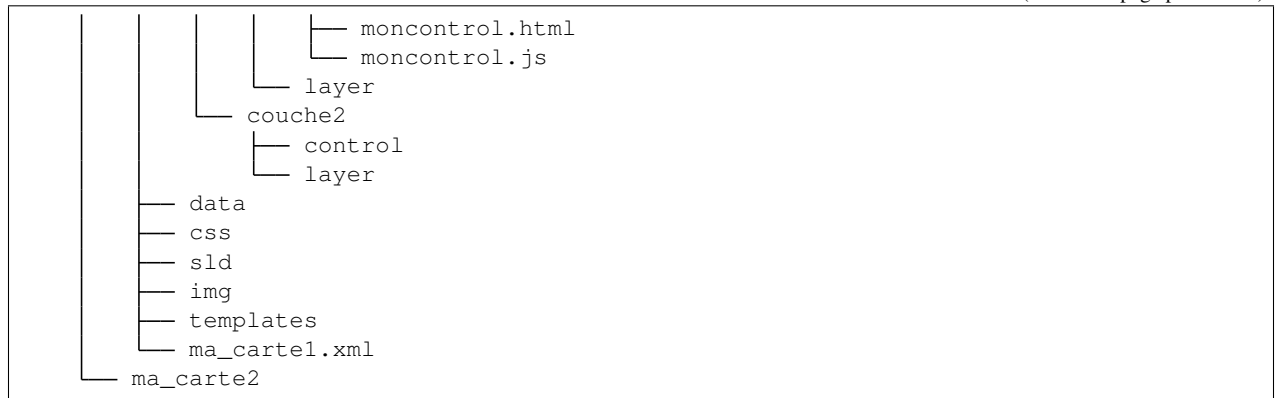 ├── moncontrol.html
└── moncontrol.js
└── layer
└── couche2
├── control
└── layer
├── data
├── css
├── sld
├── img
├── templates
└── ma_carte1.xml
└── ma_carte2